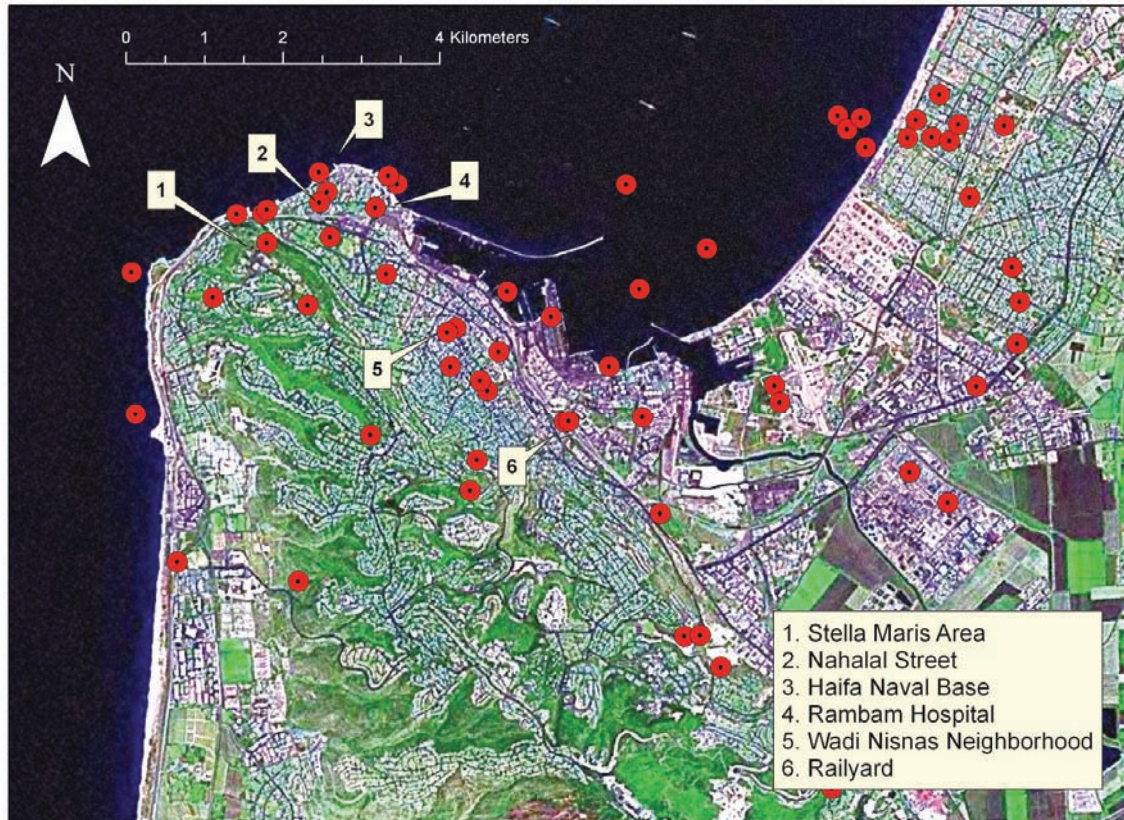 0 1 2 4 Kilometers
N
3
2
4
1
5
6
1. Stella Maris Area
2. Nahalal Street
3. Haifa Naval Base
4. Rambam Hospital
5. Wadi Nisnas Neighborhood
6. Railyard